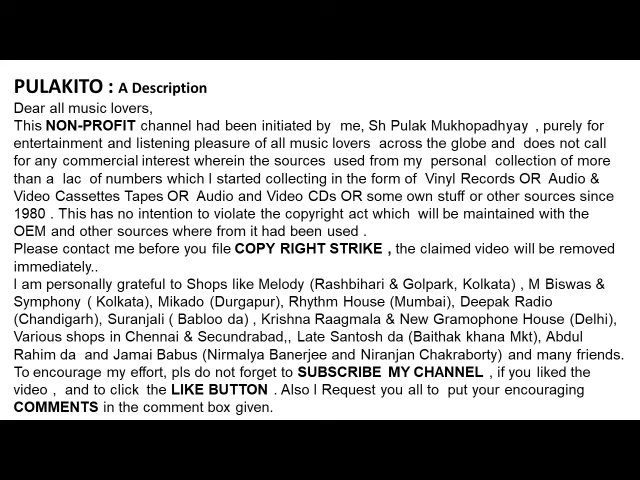 PULAKITO : A Description
Dear all music lovers,
This NON-PROFIT channel had been initiated by me, Sh Pulak Mukhopadhyay , purely for
entertainment and listening pleasure of all music lovers across the globe and does not call
for any commercial interest wherein the sources used from my personal collection of more
than a lac of numbers which I started collecting in the form of Vinyl Records OR Audio &
Video Cassettes Tapes OR Audio and Video CDs OR some own stuff or other sources since
1980 . This has no intention to violate the copyright act which will be maintained with the
OEM and other sources where from it had been used .
Please contact me before you file COPY RIGHT STRIKE , the claimed video will be removed
immediately..
I am personally grateful to Shops like Melody (Rashbihari & Golpark, Kolkata) , M Biswas &
Symphony ( Kolkata), Mikado (Durgapur), Rhythm House (Mumbai), Deepak Radio
(Chandigarh), Suranjali ( Babloo da) , Krishna Raagmala & New Gramophone House (Delhi),
Various shops in Chennai & Secundrabad,, Late Santosh da (Baithak khana Mkt), Abdul
Rahim da and Jamai Babus (Nirmalya Banerjee and Niranjan Chakraborty) and many friends.
To encourage my effort, pls do not forget to SUBSCRIBE MY CHANNEL , if you liked the
video , and to click the LIKE BUTTON . Also I Request you all to put your encouraging
COMMENTS in the comment box given.